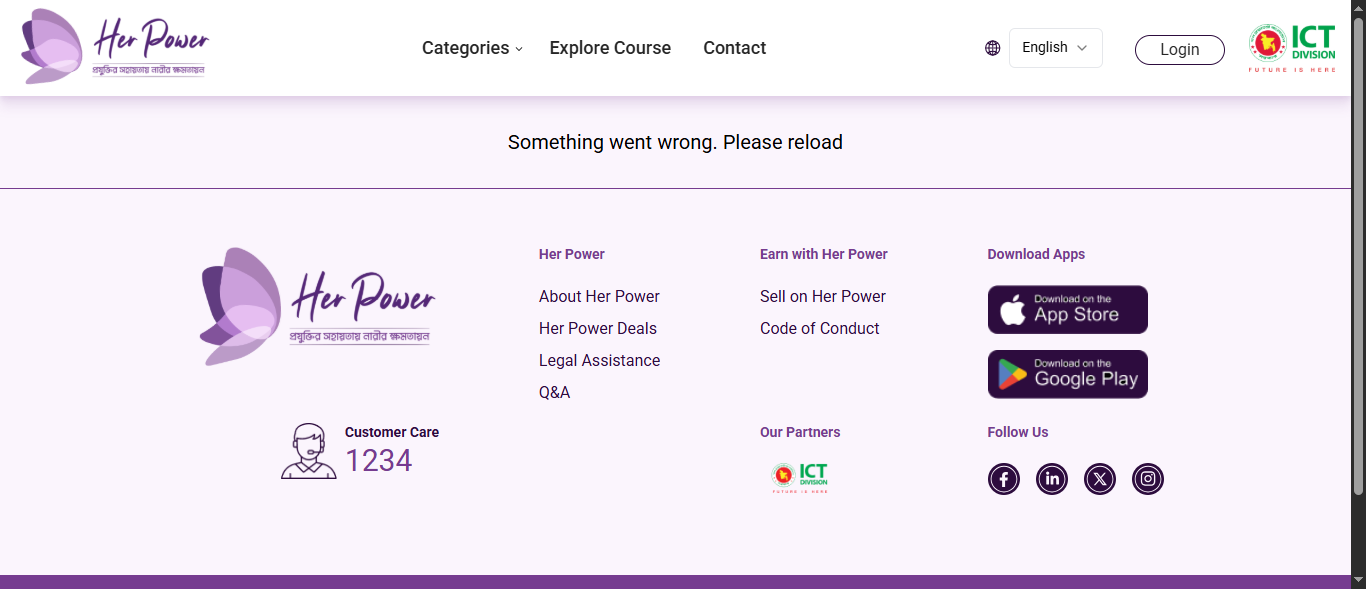 Her Power
প্রযুক্তির সহায়তায় নারীর ক্ষমতায়ন
Categories
Explore Course
Contact
English
Login
ICT
DIVISION
FUTURE IS HERE
Something went wrong. Please reload
Her Power
প্রযুক্তির সহায়তায় নারীর ক্ষমতায়ন
Her Power
About Her Power
Her Power Deals
Legal Assistance
Q&A
Earn with Her Power
Sell on Her Power
Code of Conduct
Download Apps
Download on the
App Store
Download on the
Google Play
Customer Care
1234
Our Partners
ICT
DIVISION
FUTURE IS HERE
Follow Us